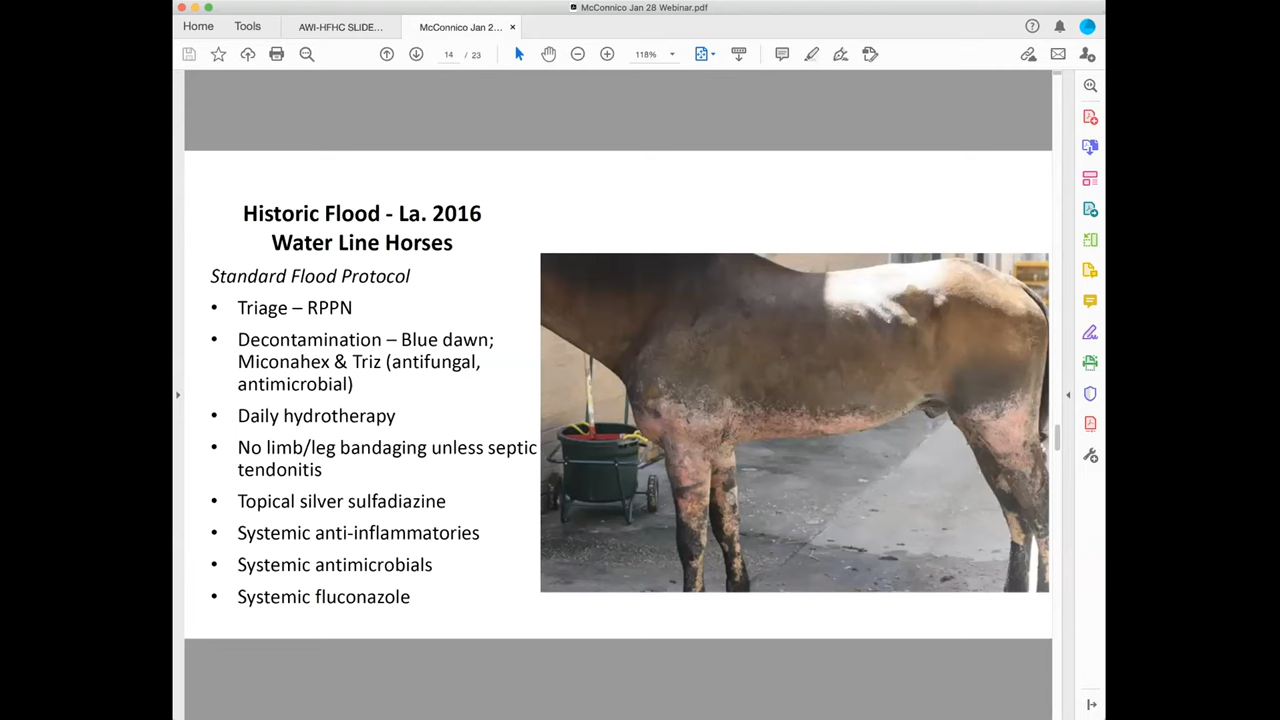 McConnico Jan 28 Webinar.pdf
Home
Tools
AWI-HFHC SLIDE...
McConnico Jan 2...
14 / 23
118%
Historic Flood - La. 2016
Water Line Horses
Standard Flood Protocol
• Triage – RPPN
• Decontamination – Blue dawn;
Miconahex & Triz (antifungal,
antimicrobial)
• Daily hydrotherapy
• No limb/leg bandaging unless septic
tendonitis
• Topical silver sulfadiazine
• Systemic anti-inflammatories
• Systemic antimicrobials
• Systemic fluconazole